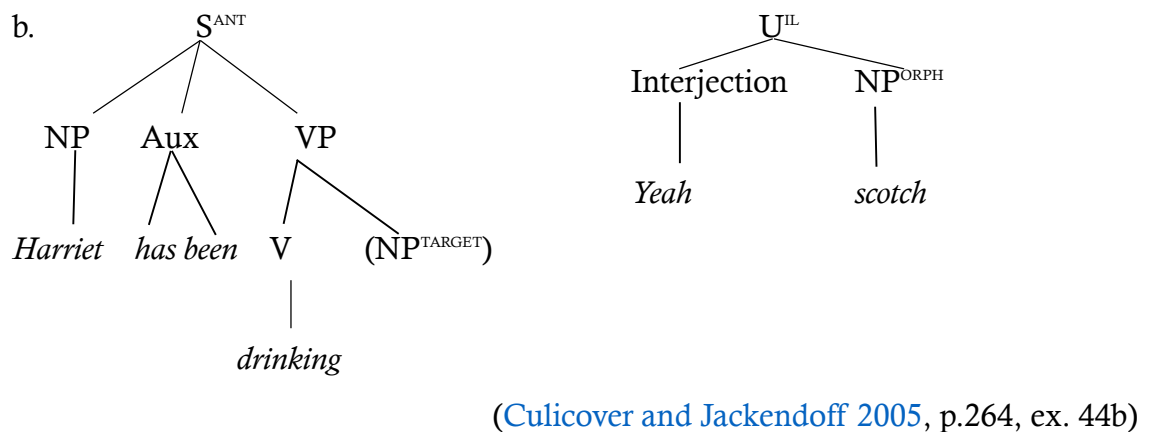 b. S^ANT U^IL
Interjection NP^ORPH
NP Aux VP
Yeah scotch
Harriet has been V (NP^TARGET)
drinking
(Culicover and Jackendoff 2005, p.264, ex. 44b)